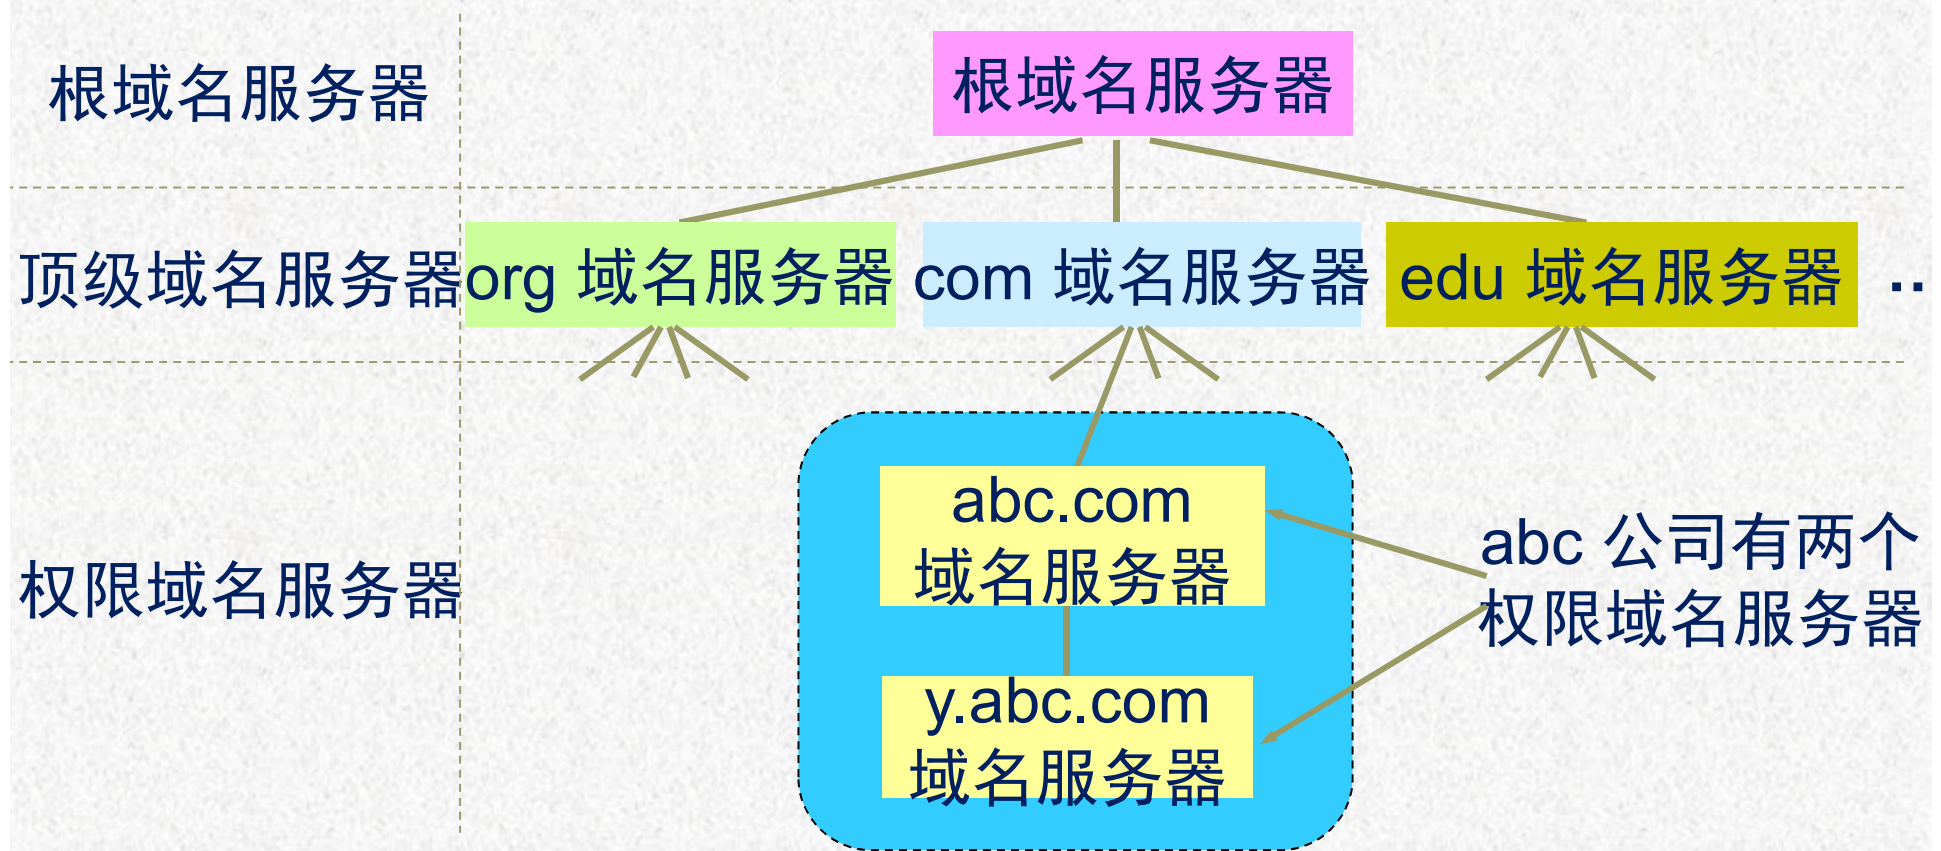 根域名服务器
根域名服务器
顶级域名服务器
org 域名服务器
com 域名服务器
edu 域名服务器
..
权限域名服务器
abc.com
域名服务器
y.abc.com
域名服务器
abc 公司有两个
权限域名服务器